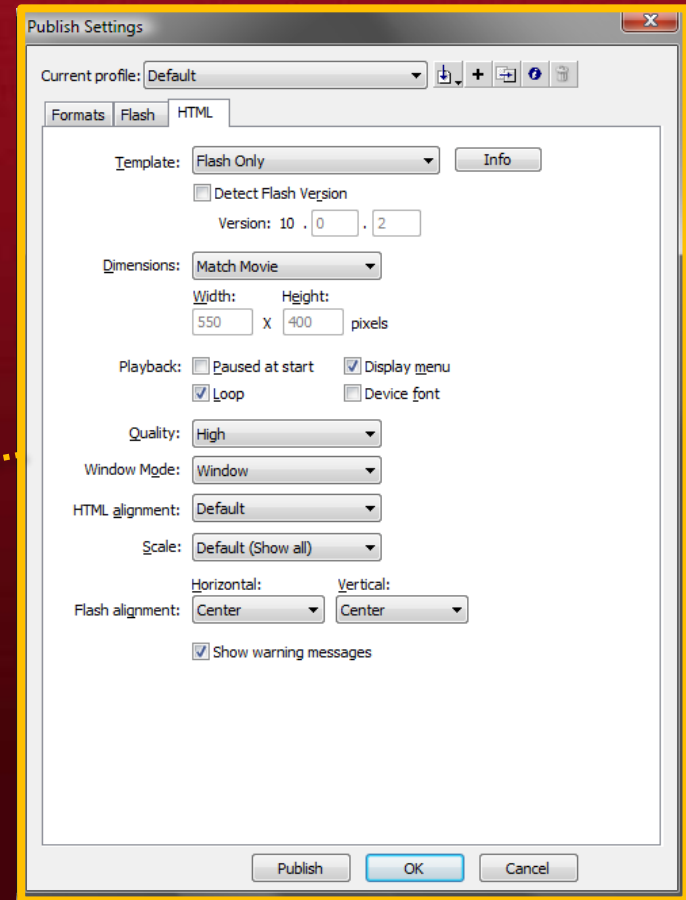 Publish Settings
Current profile: Default
Formats Flash HTML
Template: Flash Only Info
Detect Flash Version
Version: 10 . 0 . 2
Dimensions: Match Movie
Width: Height:
550 X 400 pixels
Playback: Paused at start Display menu
Loop Device font
Quality: High
Window Mode: Window
HTML alignment: Default
Scale: Default (Show all)
Horizontal: Vertical:
Flash alignment: Center Center
Show warning messages
Publish OK Cancel